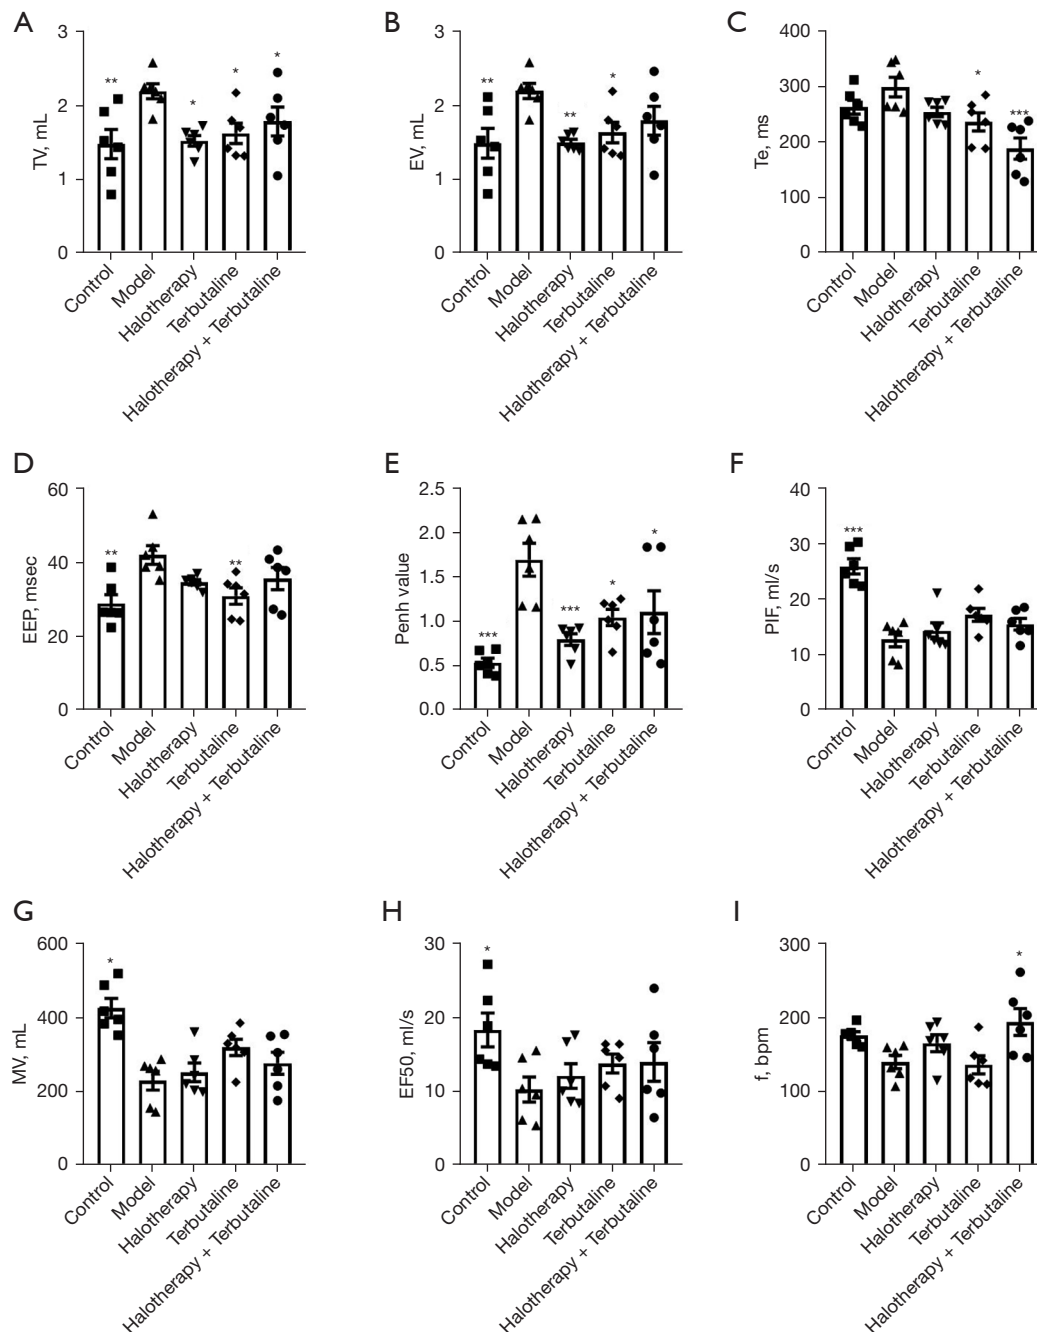 A
B
C
TV, mL
3
2
1
0
**
*
*
*
Control
Model
Halotherapy
Terbutaline
Halotherapy + Terbutaline
EV, mL
3
2
1
0
**
**
*
Control
Model
Halotherapy
Terbutaline
Halotherapy + Terbutaline
Te, ms
400
300
200
100
0
*
***
Control
Model
Halotherapy
Terbutaline
Halotherapy + Terbutaline
D
E
F
EEP, msec
60
40
20
0
**
**
Control
Model
Halotherapy
Terbutaline
Halotherapy + Terbutaline
Penh value
2.5
2.0
1.5
1.0
0.5
0.0
***
***
*
*
Control
Model
Halotherapy
Terbutaline
Halotherapy + Terbutaline
PIF, ml/s
40
30
20
10
0
***
Control
Model
Halotherapy
Terbutaline
Halotherapy + Terbutaline
G
H
I
MV, mL
600
400
200
0
*
Control
Model
Halotherapy
Terbutaline
Halotherapy + Terbutaline
EF50, ml/s
30
20
10
0
*
Control
Model
Halotherapy
Terbutaline
Halotherapy + Terbutaline
f, bpm
300
200
100
0
*
Control
Model
Halotherapy
Terbutaline
Halotherapy + Terbutaline